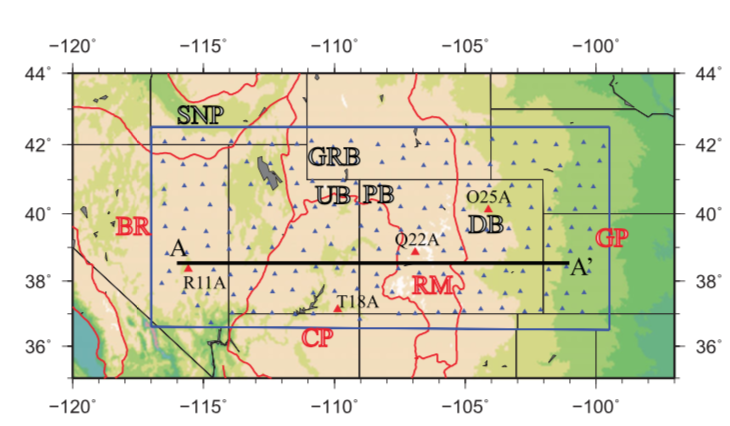 −120° −115° −110° −105° −100°
44° 44°
SNP
42° 42°
GRB
UB PB
O25A
40° 40°
BR DB GP
Q22A
A A'
38° 38°
R11A RM
T18A
CP
36° 36°
−120° −115° −110° −105° −100°